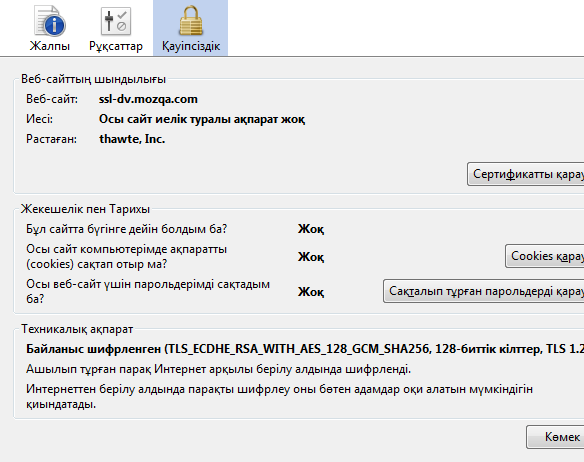 Жалпы Рұқсаттар Қауіпсіздік
Веб-сайттың шындылығы
Веб-сайт: ssl-dv.mozqa.com
Иесі: Осы сайт иелік туралы ақпарат жоқ
Растаған: thawte, Inc.
Сертификатты қарау
Жекешелік пен Тарихы
Бұл сайтта бүгінге дейін болдым ба? Жоқ
Осы сайт компьютерімде ақпаратты
(cookies) сақтап отыр ма? Жоқ Cookies қарау
Осы веб-сайт үшін парольдерімді сақтадым
ба? Жоқ Сақталып тұрған парольдерді қарау
Техникалық ақпарат
Байланыс шифрленген (TLS_ECDHE_RSA_WITH_AES_128_GCM_SHA256, 128-биттік кілттер, TLS 1.2
Ашылып тұрған парақ Интернет арқылы берілу алдында шифрленді.
Интернеттен берілу алдында парақты шифрлеу оны бөтен адамдар оқи алатын мүмкіндігін
қиындатады.
Көмек